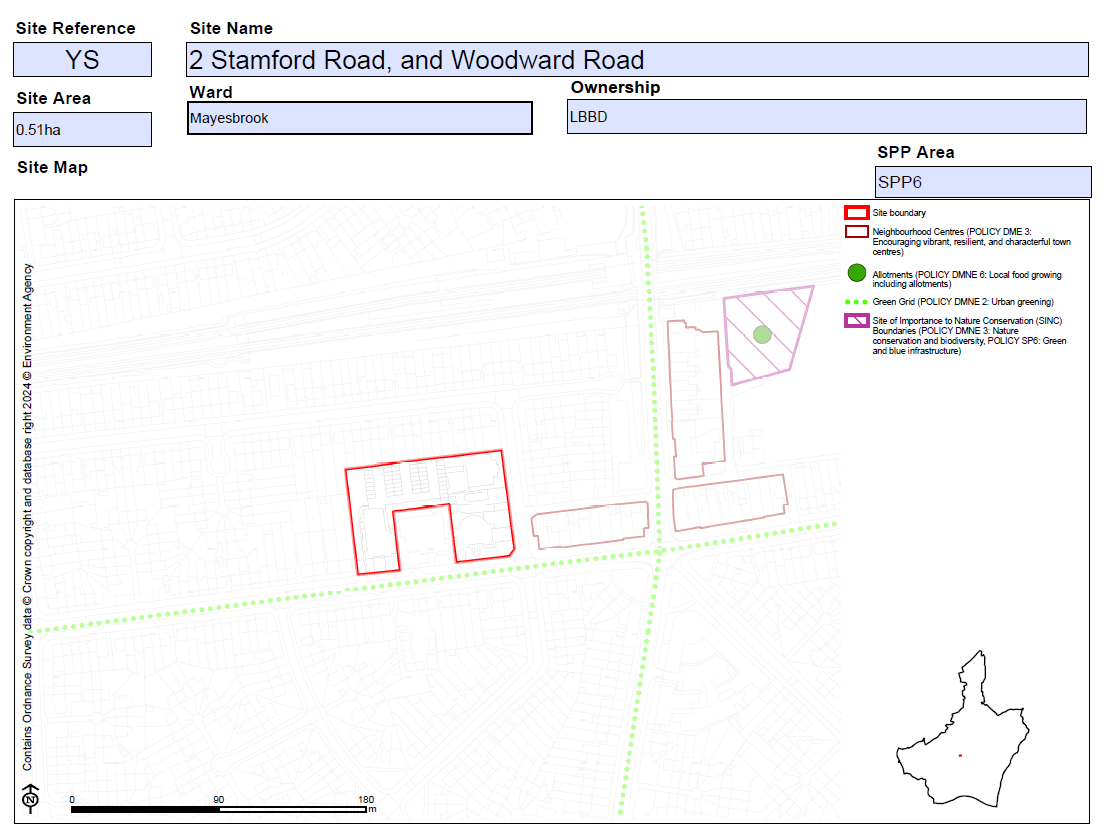 Site Reference
Site Name
YS
2 Stamford Road, and Woodward Road
Site Area
Ward
Ownership
0.51ha
Mayesbrook
LBBD
Site Map
SPP Area
SPP6
Site boundary
Neighbourhood Centres (POLICY DME 3:
Encouraging vibrant, resilient, and characterful town
centres)
Allotments (POLICY DMNE 6: Local food growing
including allotments)
Green Grid (POLICY DMNE 2: Urban greening)
Site of Importance to Nature Conservation (SINC)
Boundaries (POLICY DMNE 3: Nature
conservation and biodiversity, POLICY SP6: Green
and blue infrastructure)
Contains Ordnance Survey data © Crown copyright and database right 2024 © Environment Agency
N
0 90 180
m